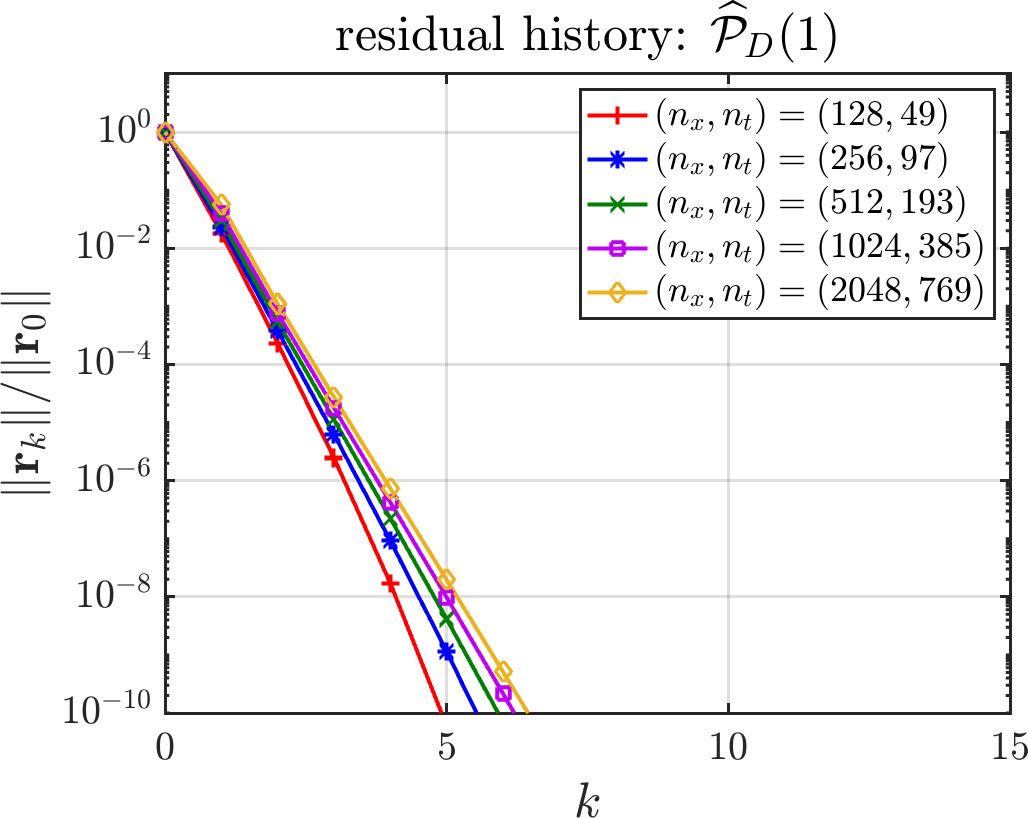 residual history: $\widehat{\mathcal{P}}_D(1)$
$(n_x, n_t) = (128, 49)$
$(n_x, n_t) = (256, 97)$
$(n_x, n_t) = (512, 193)$
$(n_x, n_t) = (1024, 385)$
$(n_x, n_t) = (2048, 769)$
$\|\mathbf{r}_k\|/\|\mathbf{r}_0\|$
$10^{0}$
$10^{-2}$
$10^{-4}$
$10^{-6}$
$10^{-8}$
$10^{-10}$
0 5 10 15
$k$